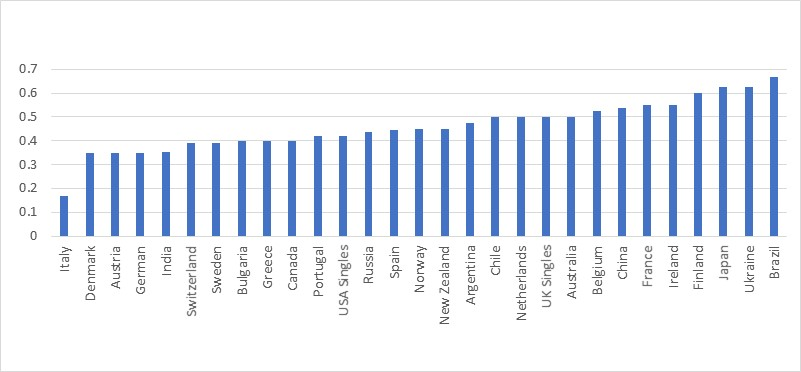 0.7
0.6
0.5
0.4
0.3
0.2
0.1
0
Italy
Denmark
Austria
German
India
Switzerland
Sweden
Bulgaria
Greece
Canada
Portugal
USA Singles
Russia
Spain
Norway
New Zealand
Argentina
Chile
Netherlands
UK Singles
Australia
Belgium
China
France
Ireland
Finland
Japan
Ukraine
Brazil